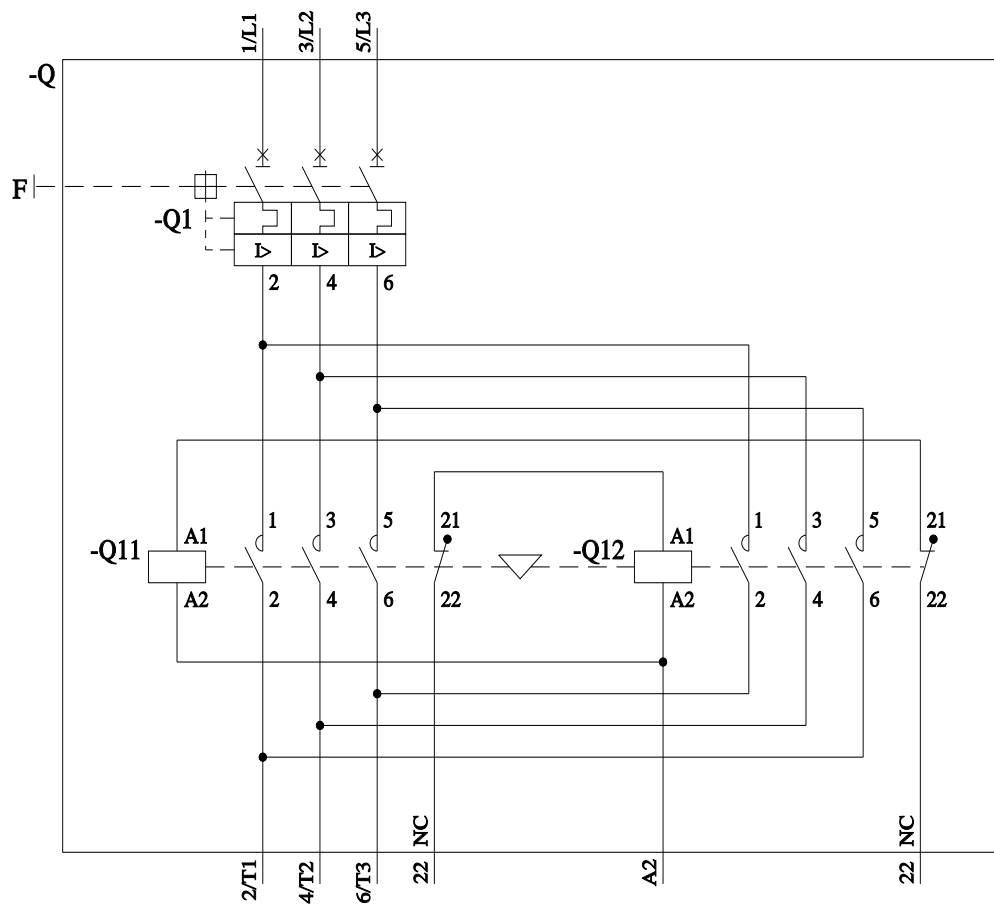 1/L1 3/L2 5/L3
-Q
F
-Q1
I> I> I>
2 4 6
1 3 5 21 1 3 5 21
-Q11 A1 -Q12 A1
A2 2 4 6 22 A2 2 4 6 22
NC NC
2/T1 4/T2 6/T3 22 A2 22